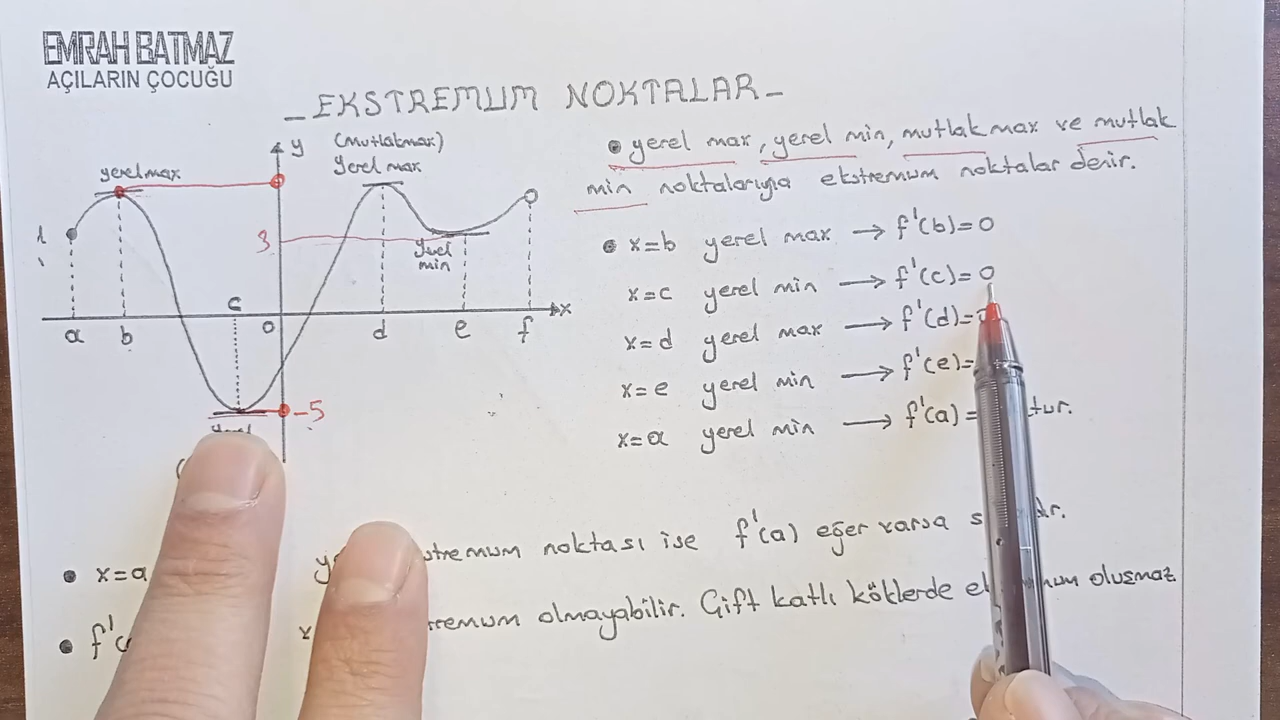 EMRAH BATMAZ
AÇILARIN ÇOCUĞU
_EKSTREMUM NOKTALAR_
y
(Mutlakmax)
Yerel max
yerel max
3
yerel
min
c
a
b
0
d
e
f
x
-5
• yerel max, yerel min, mutlak max ve mutlak
min noktalarıyla ekstremum noktalar denir.
• x=b yerel max → f'(b)=0
x=c yerel min → f'(c)=0
x=d yerel max → f'(d)=
x=e yerel min → f'(e)=
x=a yerel min → f'(a)=
• x=a noktası ise f'(a) eğer varsa
• olmayabilir. Çift katlı köklerde oluşmaz